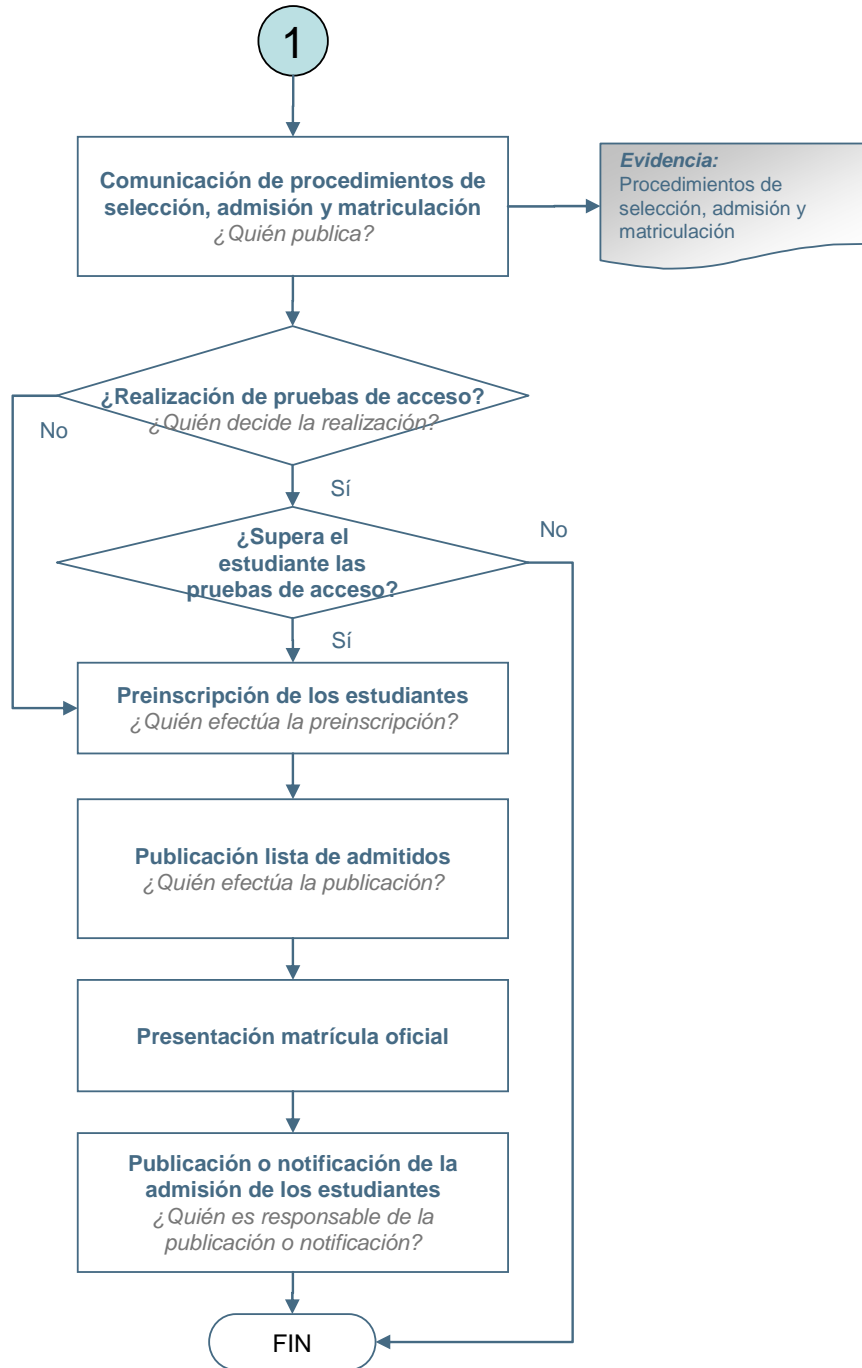 1
Comunicación de procedimientos de
selección, admisión y matriculación
¿Quién publica?
Evidencia:
Procedimientos de
selección, admisión y
matriculación
¿Realización de pruebas de acceso?
¿Quién decide la realización?
No
Sí
¿Supera el
estudiante las
pruebas de acceso?
No
Sí
Preinscripción de los estudiantes
¿Quién efectúa la preinscripción?
Publicación lista de admitidos
¿Quién efectúa la publicación?
Presentación matrícula oficial
Publicación o notificación de la
admisión de los estudiantes
¿Quién es responsable de la
publicación o notificación?
FIN